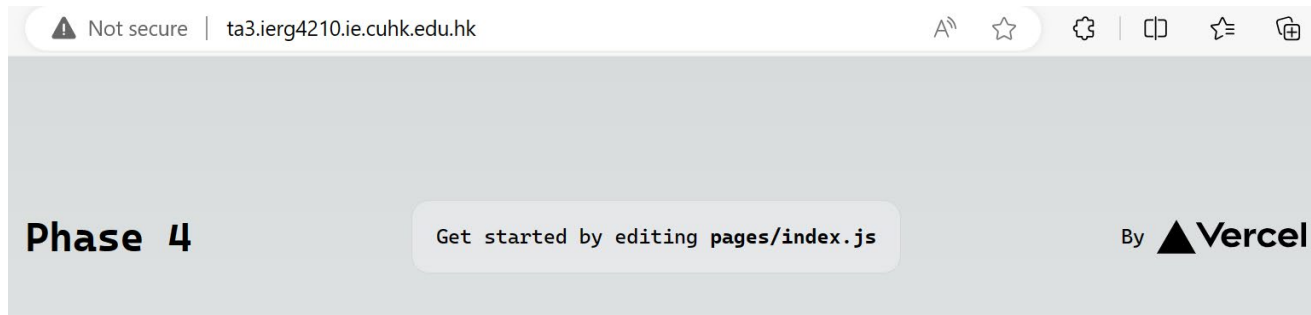 Not secure | ta3.ierg4210.ie.cuhk.edu.hk
Phase 4 Get started by editing pages/index.js By Vercel